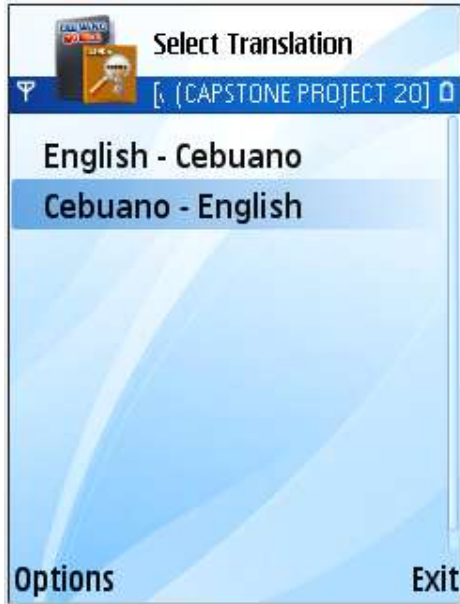 Select Translation
(CAPSTONE PROJECT 20]
English - Cebuano
Cebuano - English
Options
Exit